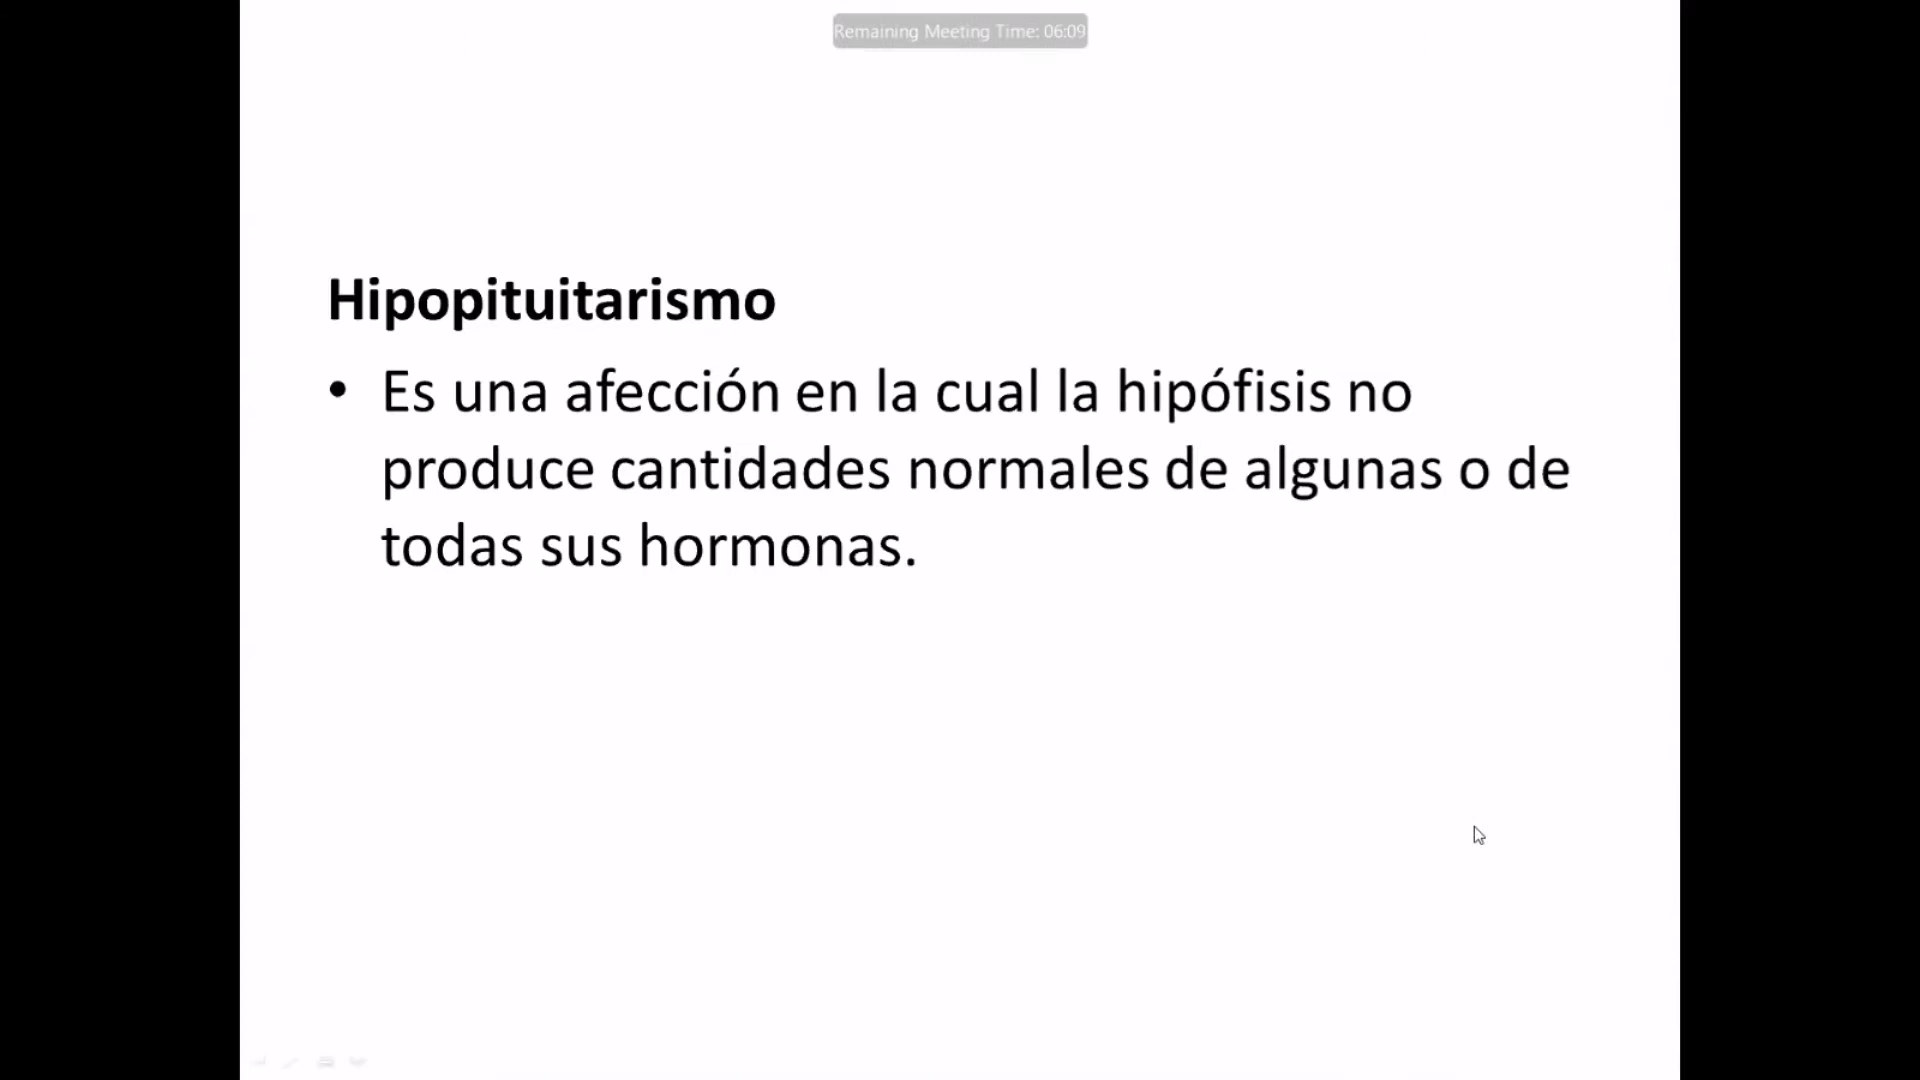 Remaining Meeting Time: 06:09
Hipopituitarismo
• Es una afección en la cual la hipófisis no
produce cantidades normales de algunas o de
todas sus hormonas.